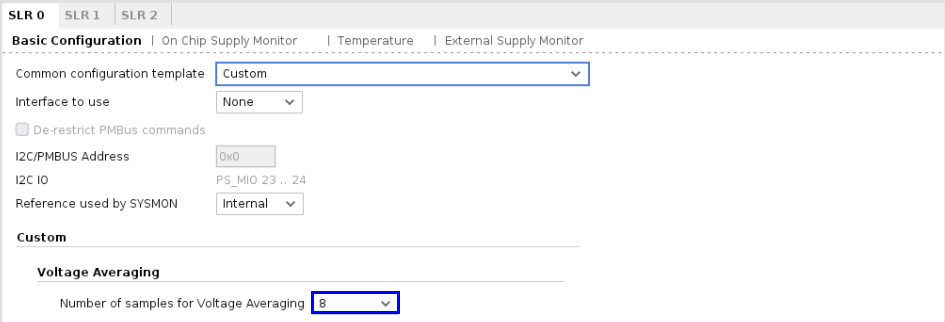 SLR 0 SLR 1 SLR 2
Basic Configuration | On Chip Supply Monitor | Temperature | External Supply Monitor
Common configuration template Custom
Interface to use None
De-restrict PMBus commands
I2C/PMBUS Address 0x0
I2C IO PS_MIO 23 .. 24
Reference used by SYSMON Internal
Custom
Voltage Averaging
Number of samples for Voltage Averaging 8